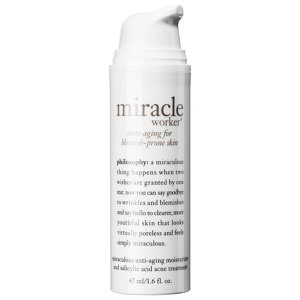 miracle
worker®
anti-aging for
blemish-prone skin
philosophy: a miraculous
thing happens when two
wishes are granted by one
star. now you can say goodbye
to wrinkles and blemishes
and say hello to clearer, more
youthful skin that looks
virtually poreless and feels
simply miraculous.
miraculous anti-aging moisturizer
and salicylic acid acne treatment
47 ml/1.6 fl. oz.